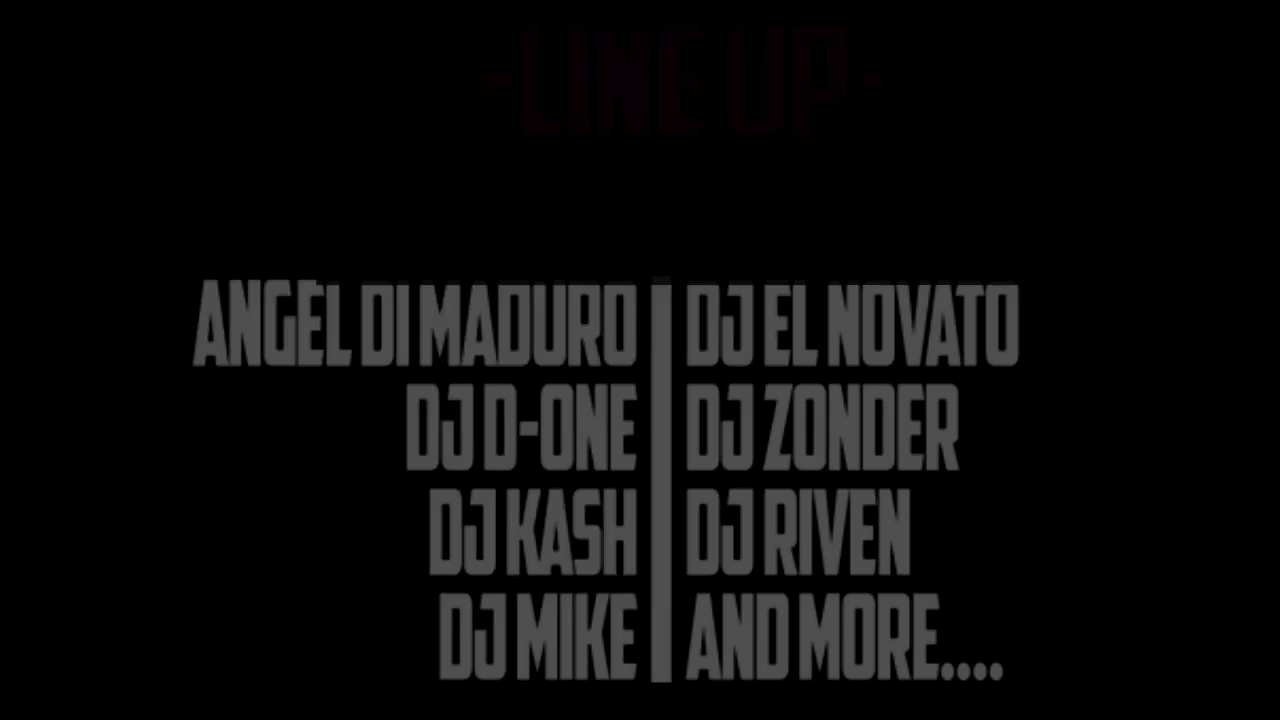 -LINE UP-
ANGEL DI MADURO
DJ D-ONE
DJ KASH
DJ MIKE
DJ EL NOVATO
DJ ZONDER
DJ RIVEN
AND MORE....